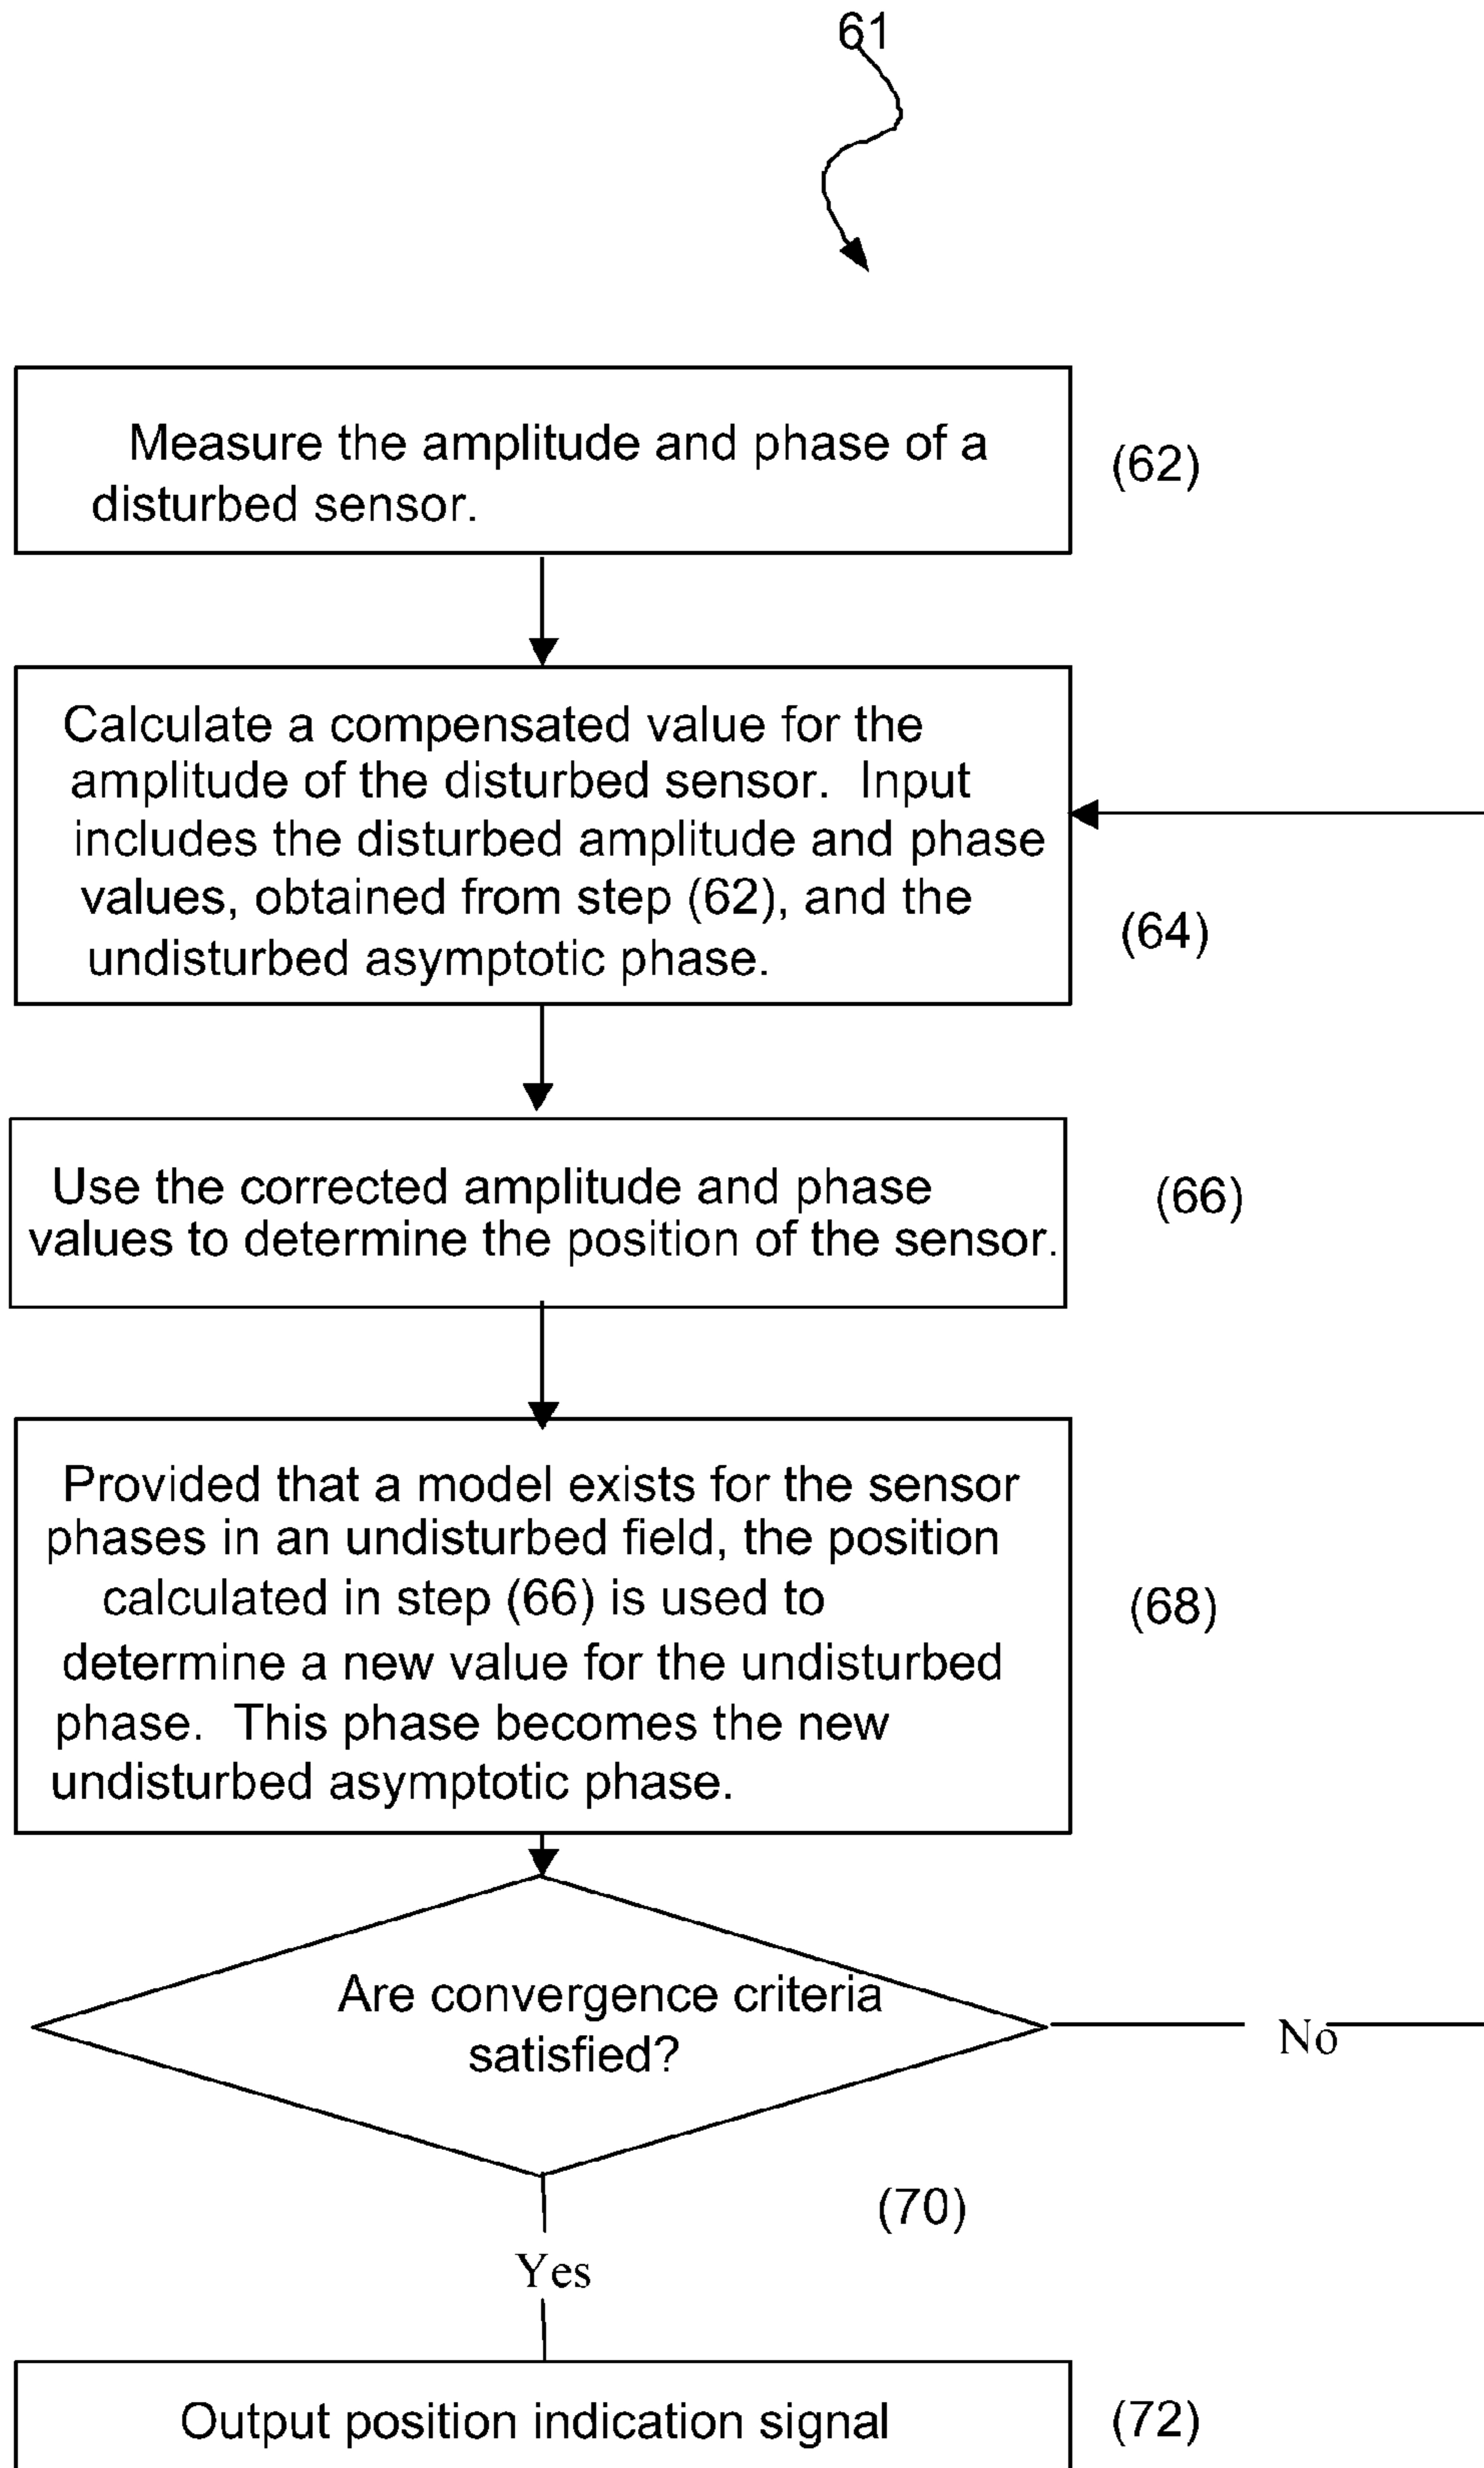 61
Measure the amplitude and phase of a
disturbed sensor.
(62)
Calculate a compensated value for the
amplitude of the disturbed sensor.  Input
includes the disturbed amplitude and phase
values, obtained from step (62), and the
undisturbed asymptotic phase.
(64)
Use the corrected amplitude and phase
values to determine the position of the sensor.
(66)
Provided that a model exists for the sensor
phases in an undisturbed field, the position
calculated in step (66) is used to
determine a new value for the undisturbed
phase.  This phase becomes the new
undisturbed asymptotic phase.
(68)
Are convergence criteria
satisfied?
No
(70)
Yes
Output position indication signal
(72)